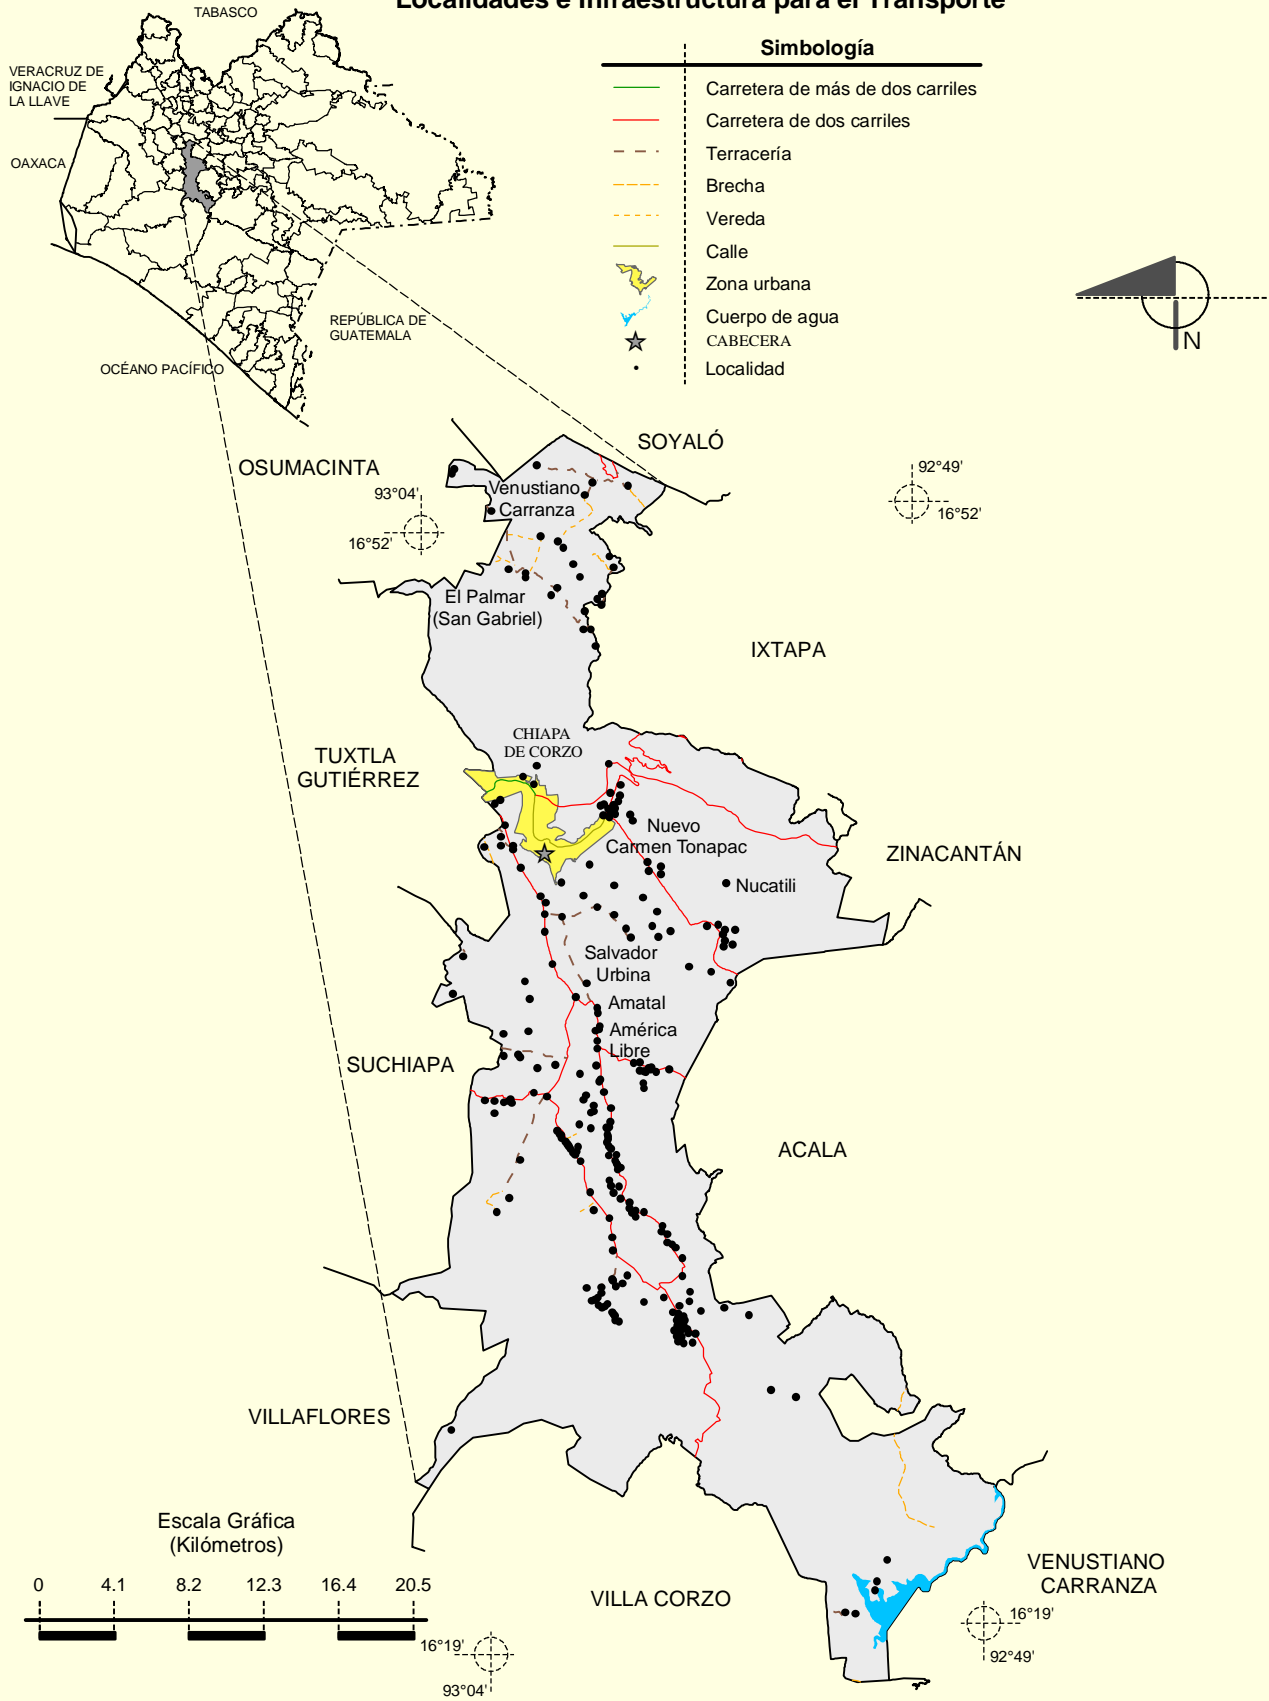 Localidades e Infraestructura para el Transporte
TABASCO
VERACRUZ DE
IGNACIO DE
LA LLAVE
OAXACA
REPÚBLICA DE
GUATEMALA
OCÉANO PACÍFICO
Simbología
Carretera de más de dos carriles
Carretera de dos carriles
Terracería
Brecha
Vereda
Calle
Zona urbana
Cuerpo de agua
CABECERA
Localidad
N
SOYALÓ
OSUMACINTA
93°04'
16°52'
92°49'
16°52'
Venustiano
Carranza
El Palmar
(San Gabriel)
IXTAPA
CHIAPA
DE CORZO
TUXTLA
GUTIÉRREZ
Nuevo
Carmen Tonapac
ZINACANTÁN
Nucatili
Salvador
Urbina
Amatal
América
Libre
SUCHIAPA
ACALA
VILLAFLORES
Escala Gráfica
(Kilómetros)
0 4.1 8.2 12.3 16.4 20.5
VILLA CORZO
VENUSTIANO
CARRANZA
16°19'
92°49'
16°19'
93°04'